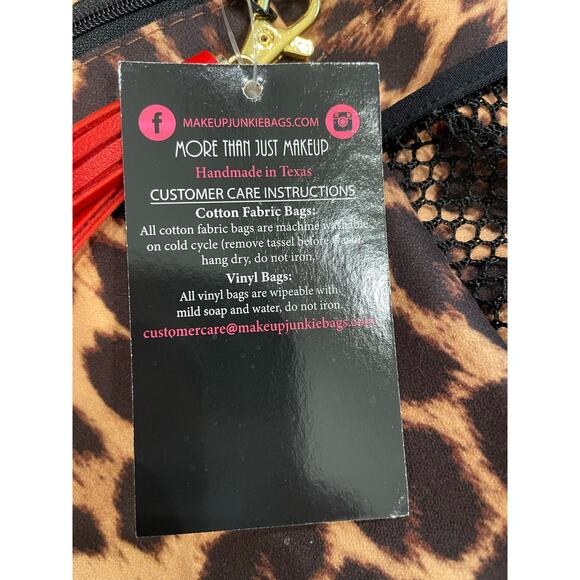 f MAKEUPJUNKIEBAGS.COM
MORE THAN JUST MAKEUP
Handmade in Texas
CUSTOMER CARE INSTRUCTIONS
Cotton Fabric Bags:
All cotton fabric bags are machine washable
on cold cycle (remove tassel before wash),
hang dry, do not iron.
Vinyl Bags:
All vinyl bags are wipeable with
mild soap and water, do not iron.
customercare@makeupjunkiebags.com